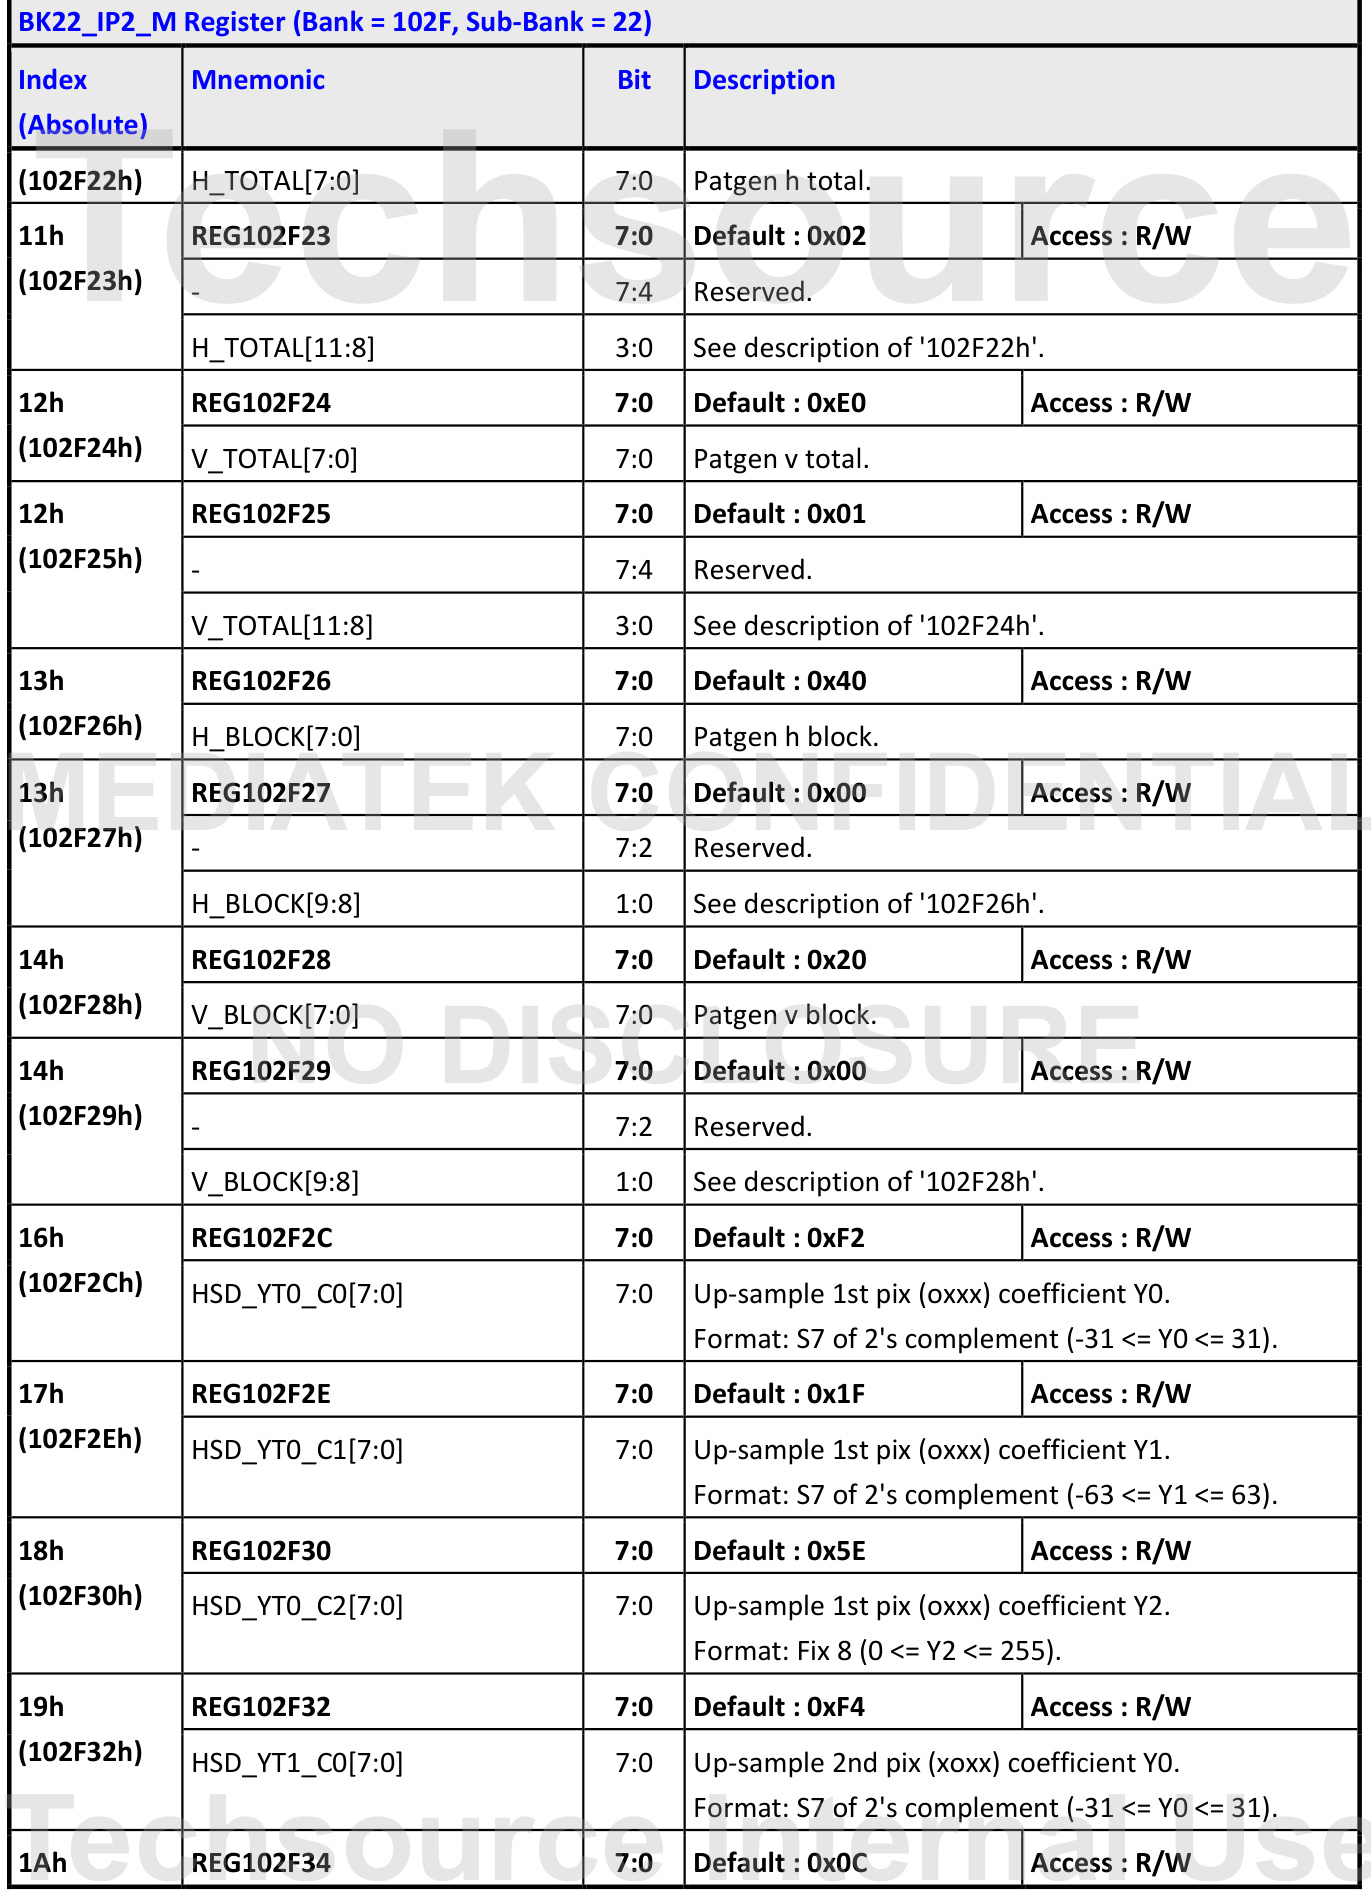 BK22_IP2_M Register (Bank = 102F, Sub-Bank = 22)
Index (Absolute) Mnemonic Bit Description
(102F22h) H_TOTAL[7:0] 7:0 Patgen h total.
11h (102F23h) REG102F23 7:0 Default : 0x02 Access : R/W
- 7:4 Reserved.
H_TOTAL[11:8] 3:0 See description of '102F22h'.
12h (102F24h) REG102F24 7:0 Default : 0xE0 Access : R/W
V_TOTAL[7:0] 7:0 Patgen v total.
12h (102F25h) REG102F25 7:0 Default : 0x01 Access : R/W
- 7:4 Reserved.
V_TOTAL[11:8] 3:0 See description of '102F24h'.
13h (102F26h) REG102F26 7:0 Default : 0x40 Access : R/W
H_BLOCK[7:0] 7:0 Patgen h block.
13h (102F27h) REG102F27 7:0 Default : 0x00 Access : R/W
- 7:2 Reserved.
H_BLOCK[9:8] 1:0 See description of '102F26h'.
14h (102F28h) REG102F28 7:0 Default : 0x20 Access : R/W
V_BLOCK[7:0] 7:0 Patgen v block.
14h (102F29h) REG102F29 7:0 Default : 0x00 Access : R/W
- 7:2 Reserved.
V_BLOCK[9:8] 1:0 See description of '102F28h'.
16h (102F2Ch) REG102F2C 7:0 Default : 0xF2 Access : R/W
HSD_YT0_C0[7:0] 7:0 Up-sample 1st pix (oxxx) coefficient Y0.
Format: S7 of 2's complement (-31 <= Y0 <= 31).
17h (102F2Eh) REG102F2E 7:0 Default : 0x1F Access : R/W
HSD_YT0_C1[7:0] 7:0 Up-sample 1st pix (oxxx) coefficient Y1.
Format: S7 of 2's complement (-63 <= Y1 <= 63).
18h (102F30h) REG102F30 7:0 Default : 0x5E Access : R/W
HSD_YT0_C2[7:0] 7:0 Up-sample 1st pix (oxxx) coefficient Y2.
Format: Fix 8 (0 <= Y2 <= 255).
19h (102F32h) REG102F32 7:0 Default : 0xF4 Access : R/W
HSD_YT1_C0[7:0] 7:0 Up-sample 2nd pix (xoxx) coefficient Y0.
Format: S7 of 2's complement (-31 <= Y0 <= 31).
1Ah REG102F34 7:0 Default : 0x0C Access : R/W
Techsource
MEDIATEK CONFIDENTIAL
NO DISCLOSURE
Techsource Internal Use